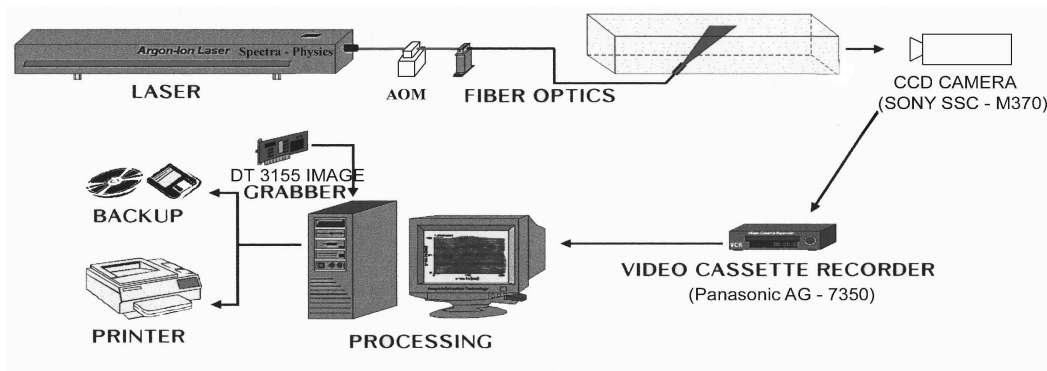 Argon-Ion Laser Spectra - Physics
LASER
AOM
FIBER OPTICS
CCD CAMERA
(SONY SSC - M370)
DT 3155 IMAGE
GRABBER
BACKUP
VCR
VIDEO CASSETTE RECORDER
(Panasonic AG - 7350)
PRINTER
PROCESSING